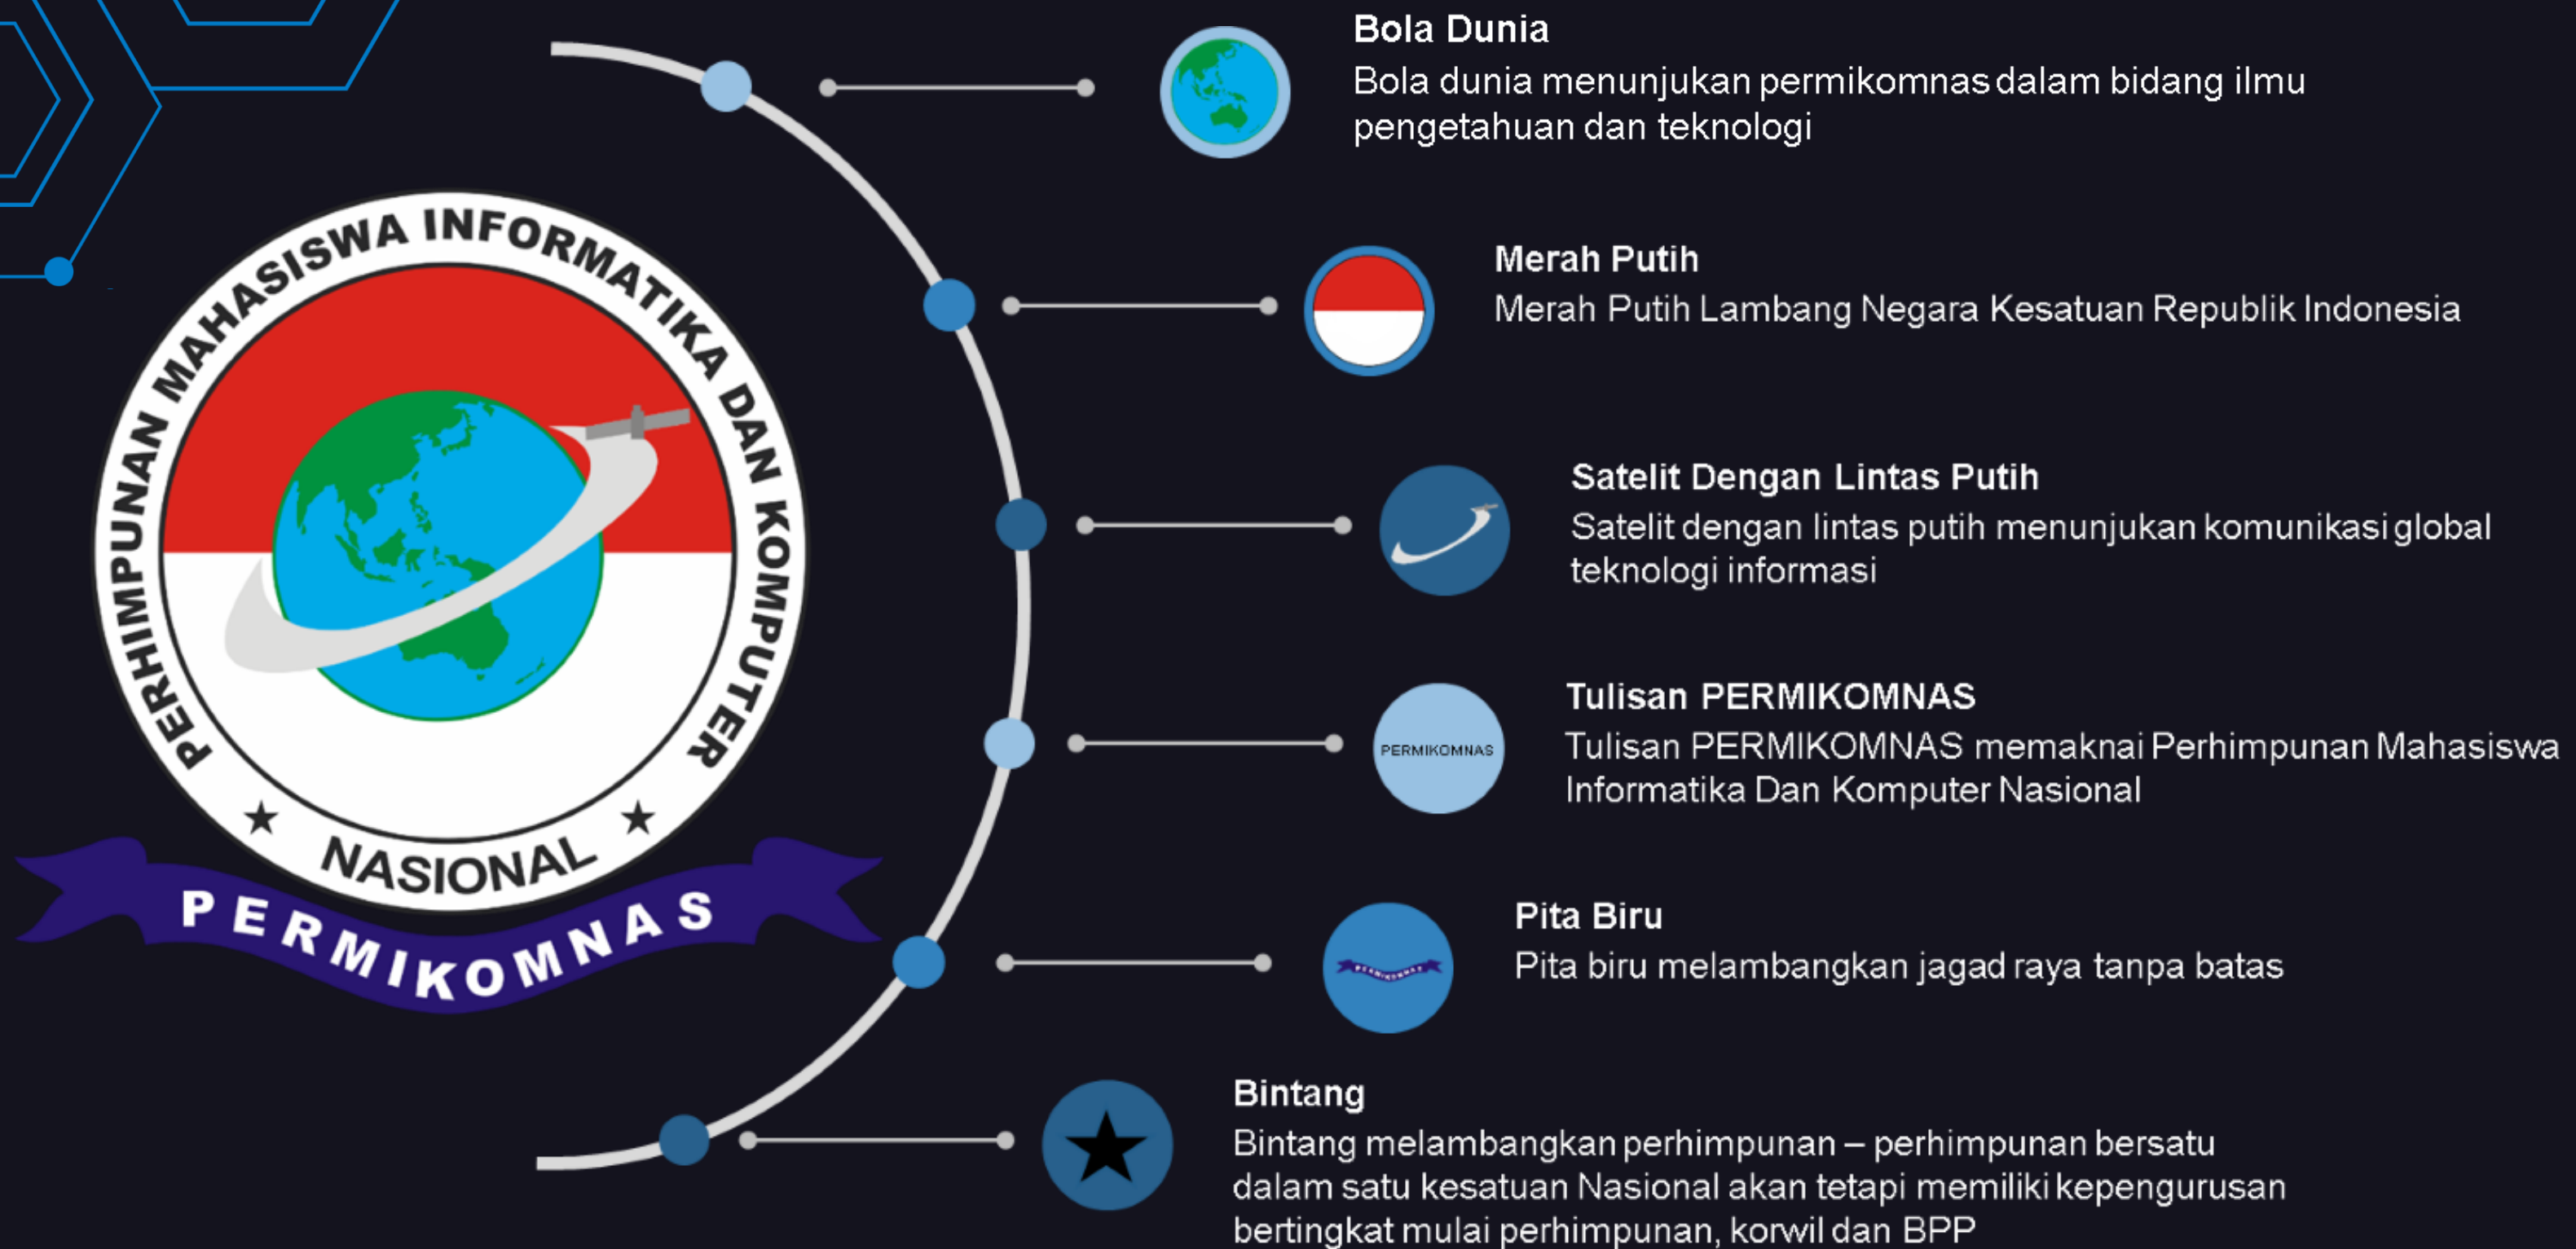 PERHIMPUNAN MAHASISWA INFORMATIKA DAN KOMPUTER
NASIONAL
PERMIKOMNAS
Bola Dunia
Bola dunia menunjukan permikomnas dalam bidang ilmu
pengetahuan dan teknologi
Merah Putih
Merah Putih Lambang Negara Kesatuan Republik Indonesia
Satelit Dengan Lintas Putih
Satelit dengan lintas putih menunjukan komunikasi global
teknologi informasi
PERMIKOMNAS
Tulisan PERMIKOMNAS
Tulisan PERMIKOMNAS memaknai Perhimpunan Mahasiswa
Informatika Dan Komputer Nasional
PERMIKOMNAS
Pita Biru
Pita biru melambangkan jagad raya tanpa batas
Bintang
Bintang melambangkan perhimpunan – perhimpunan bersatu
dalam satu kesatuan Nasional akan tetapi memiliki kepengurusan
bertingkat mulai perhimpunan, korwil dan BPP